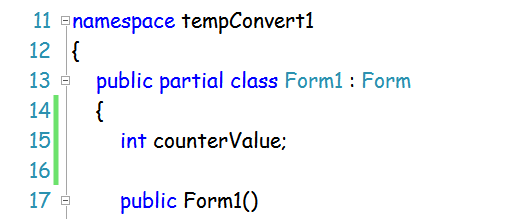 11 namespace tempConvert1
12 {
13 public partial class Form1 : Form
14 {
15 int counterValue;
16
17 public Form1()